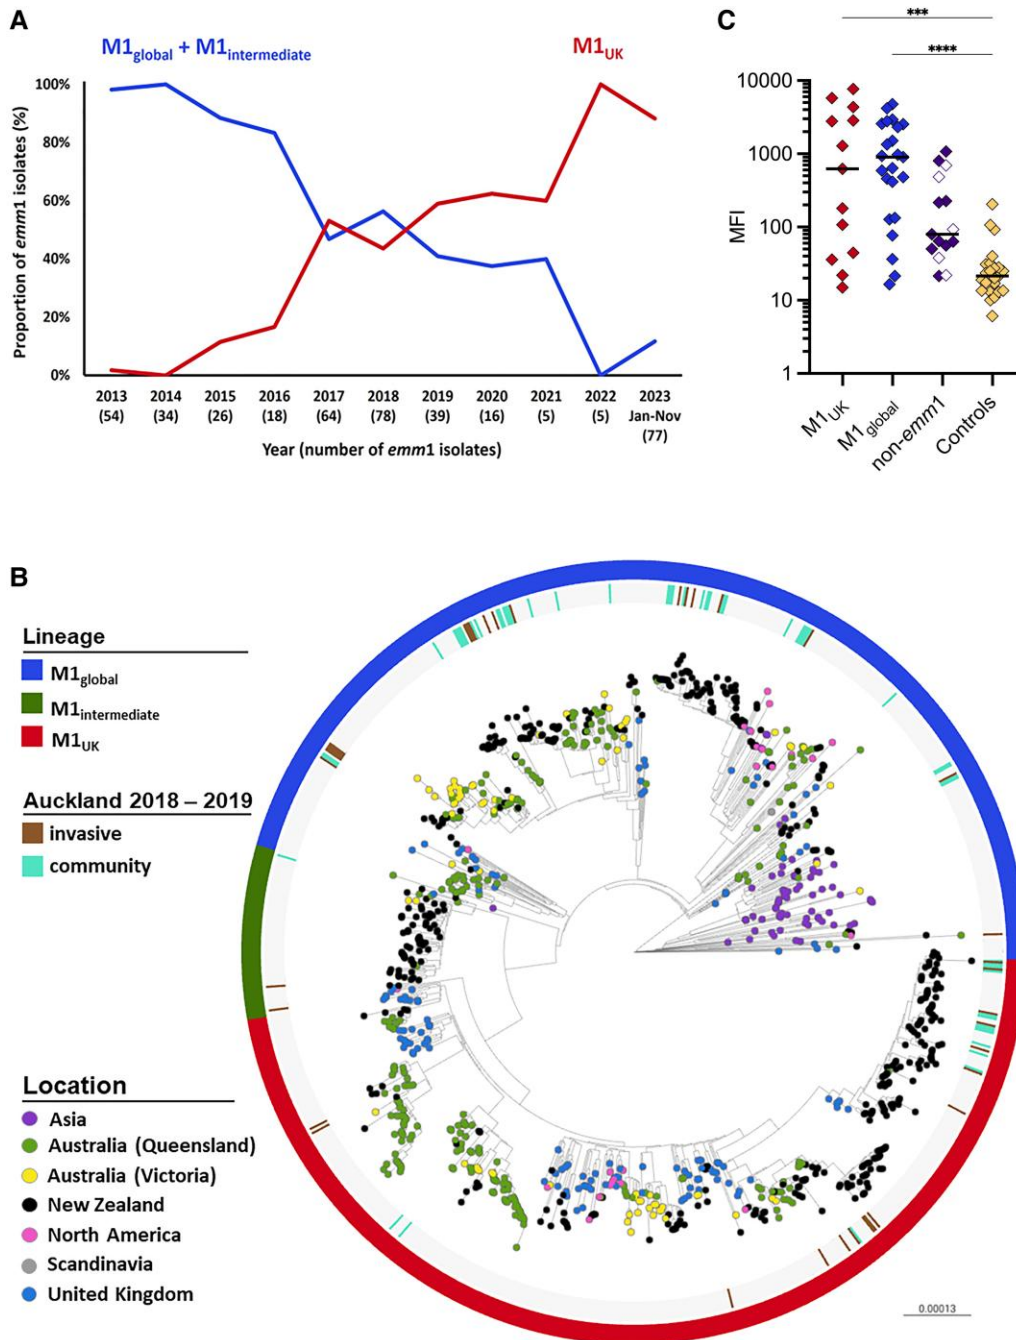 A
M1global + M1intermediate
M1UK
Proportion of emm1 isolates (%)
100%
80%
60%
40%
20%
0%
2013 2014 2015 2016 2017 2018 2019 2020 2021 2022 2023
Jan-Nov
(54) (34) (26) (18) (64) (78) (39) (16) (5) (5) (77)
Year (number of emm1 isolates)
C
***
****
MFI
10000
1000
100
10
1
M1UK
M1global
non-emm1
Controls
B
Lineage
M1global
M1intermediate
M1UK
Auckland 2018 – 2019
invasive
community
Location
Asia
Australia (Queensland)
Australia (Victoria)
New Zealand
North America
Scandinavia
United Kingdom
0.00013